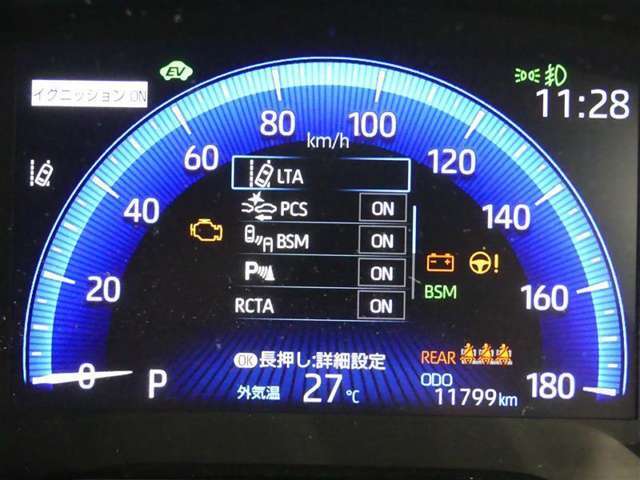 EV
イグニッション ON
11:28
80
100
km/h
60
120
LTA
PCS ON
40
140
BSM ON
P ON
BSM
20
160
RCTA ON
OK 長押し:詳細設定
REAR
0
P
外気温 27 ℃
ODO
11799 km
180